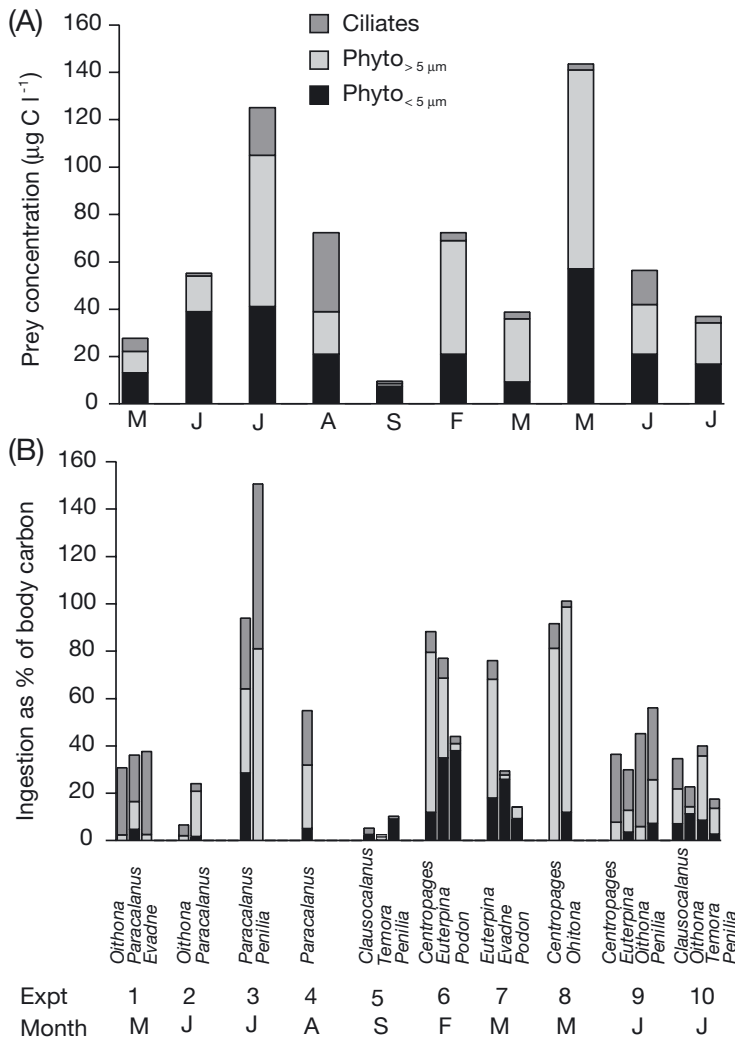 (A)
160
140
120
100
80
60
40
20
0
Prey concentration (µg C l⁻¹)
Ciliates
Phyto > 5 µm
Phyto < 5 µm
M J J A S F M M J J
(B)
160
140
120
100
80
60
40
20
0
Ingestion as % of body carbon
Oithona
Paracalanus
Evadne
Oithona
Paracalanus
Paracalanus
Penilia
Paracalanus
Clausocalanus
Temora
Penilia
Centropages
Euterpina
Podon
Euterpina
Evadne
Podon
Centropages
Ohitona
Centropages
Euterpina
Oithona
Penilia
Clausocalanus
Oithona
Temora
Penilia
Expt 1 2 3 4 5 6 7 8 9 10
Month M J J A S F M M J J